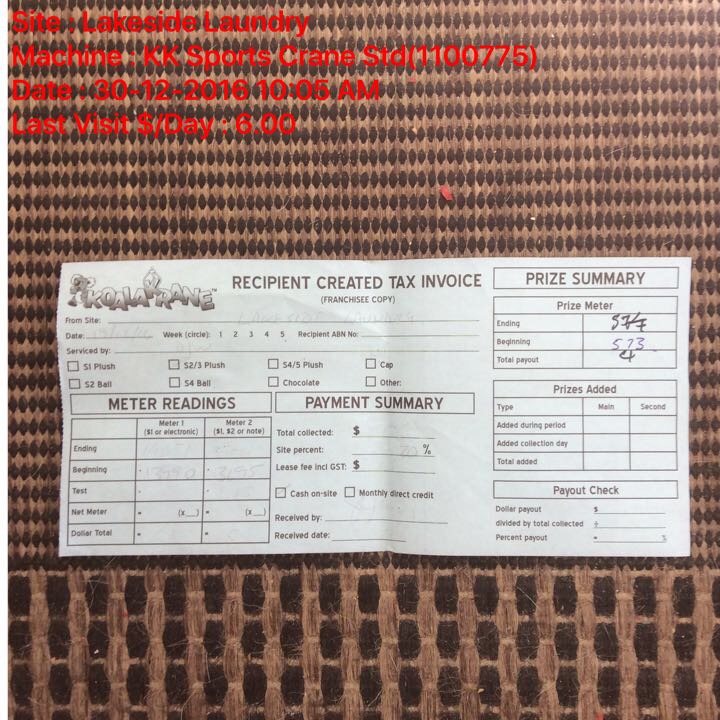 Site : Lakeside Laundry
Machine : KK Sports Crane Std(1100775)
Date : 30-12-2016 10:05 AM
Last Visit $/Day : 6.00
KOALA KRANE™
RECIPIENT CREATED TAX INVOICE
(FRANCHISEE COPY)
From Site: LAKESIDE LAUNDRY
Date: Week (circle): 1 2 3 4 5 Recipient ABN No:
Serviced by:
S1 Plush S2/3 Plush S4/5 Plush Cap
S2 Ball S4 Ball Chocolate Other:
METER READINGS
Meter 1 Meter 2
($1 or electronic) ($1, $2 or note)
Ending
Beginning 3195
Test - -
Net Meter = (x ) = (x )
Dollar Total = =
PAYMENT SUMMARY
Total collected: $
Site percent: 20 %
Lease fee incl GST: $
Cash on-site Monthly direct credit
Received by:
Received date:
PRIZE SUMMARY
Prize Meter
Ending 577
Beginning 573
Total payout 4
Prizes Added
Type Main Second
Added during period
Added collection day
Total added
Payout Check
Dollar payout $
divided by total collected ÷
Percent payout = %